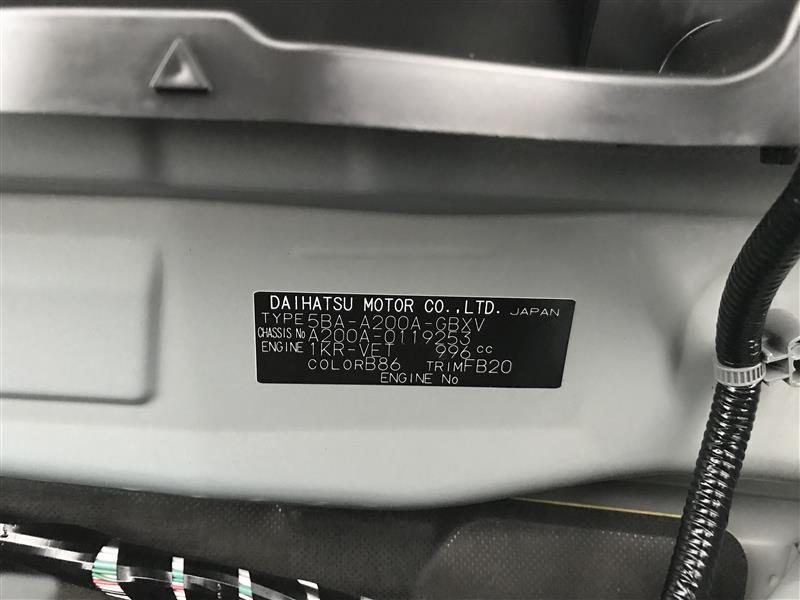 DAIHATSU MOTOR CO.,LTD. JAPAN
TYPE 5BA-A200A-GBXV
CHASSIS No A200A-0119253
ENGINE 1KR-VET 996 cc
COLOR B86 TRIM FB20
ENGINE No